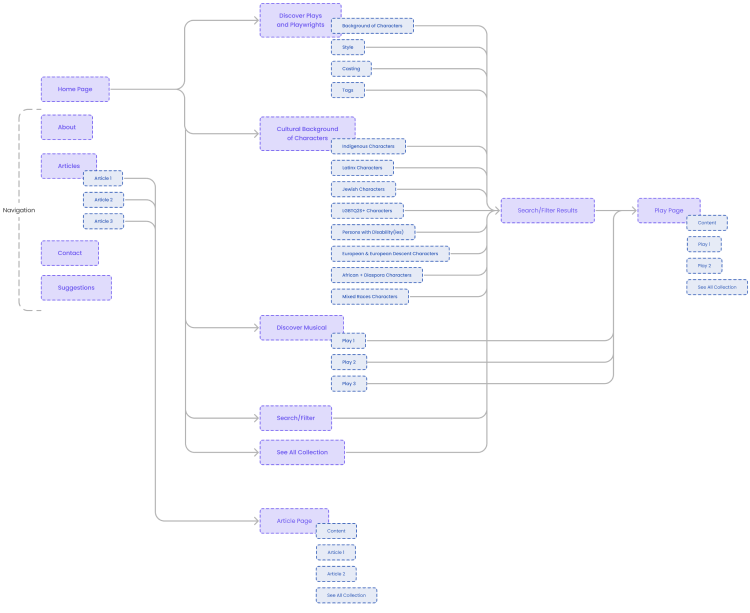 Discover Plays
and Playwrights
Background of Characters
Style
Casting
Tags
Home Page
About
Cultural Background
of Characters
Indigenous Characters
Articles
Latinx Characters
Article 1
Jewish Characters
Article 2
LGBTQ2S+ Characters
Search/Filter Results
Play Page
Navigation
Article 3
Content
Persons with Disability(ies)
Play 1
Contact
European & European Descent Characters
Play 2
African + Diaspora Characters
Suggestions
See All Collection
Mixed Races Characters
Discover Musical
Play 1
Play 2
Play 3
Search/Filter
See All Collection
Article Page
Content
Article 1
Article 2
See All Collection